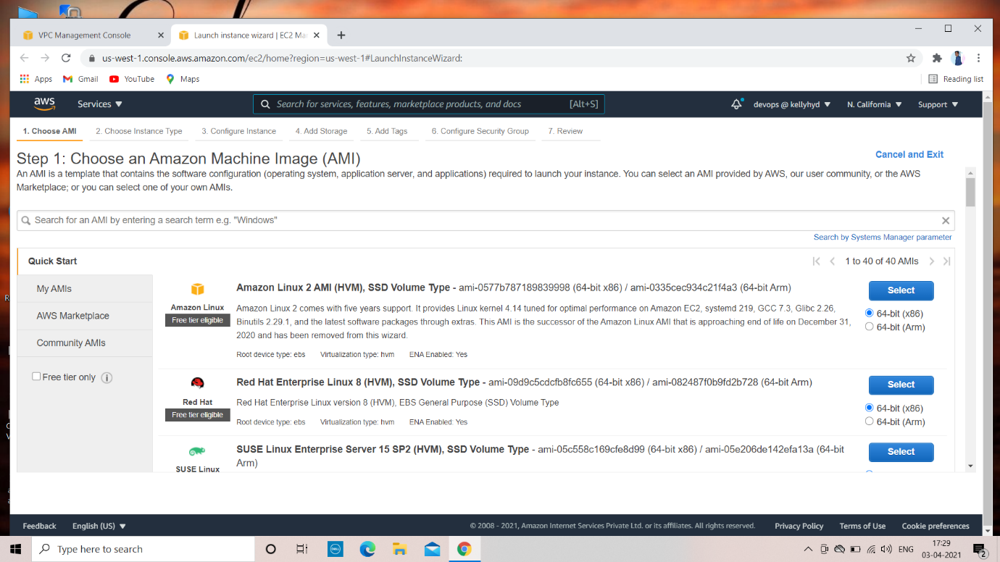 VPC Management Console
Launch instance wizard | EC2 Ma
us-west-1.console.aws.amazon.com/ec2/home?region=us-west-1#LaunchInstanceWizard:
Apps Gmail YouTube Maps Reading list
aws Services Search for services, features, marketplace products, and docs [Alt+S] devops @ kellyhyd N. California Support
1. Choose AMI 2. Choose Instance Type 3. Configure Instance 4. Add Storage 5. Add Tags 6. Configure Security Group 7. Review
Step 1: Choose an Amazon Machine Image (AMI) Cancel and Exit
An AMI is a template that contains the software configuration (operating system, application server, and applications) required to launch your instance. You can select an AMI provided by AWS, our user community, or the AWS
Marketplace; or you can select one of your own AMIs.
Search for an AMI by entering a search term e.g. "Windows"
Search by Systems Manager parameter
Quick Start 1 to 40 of 40 AMIs
My AMIs
AWS Marketplace
Community AMIs
Free tier only
Amazon Linux
Free tier eligible
Amazon Linux 2 AMI (HVM), SSD Volume Type - ami-0577b787189839998 (64-bit x86) / ami-0335cec934c21f4a3 (64-bit Arm)
Amazon Linux 2 comes with five years support. It provides Linux kernel 4.14 tuned for optimal performance on Amazon EC2, systemd 219, GCC 7.3, Glibc 2.26,
Binutils 2.29.1, and the latest software packages through extras. This AMI is the successor of the Amazon Linux AMI that is approaching end of life on December 31,
2020 and has been removed from this wizard.
Root device type: ebs Virtualization type: hvm ENA Enabled: Yes
Select
64-bit (x86)
64-bit (Arm)
Red Hat
Free tier eligible
Red Hat Enterprise Linux 8 (HVM), SSD Volume Type - ami-09d9c5cdcfb8fc655 (64-bit x86) / ami-082487f0b9fd2b728 (64-bit Arm)
Red Hat Enterprise Linux version 8 (HVM), EBS General Purpose (SSD) Volume Type
Root device type: ebs Virtualization type: hvm ENA Enabled: Yes
Select
64-bit (x86)
64-bit (Arm)
SUSE Linux
SUSE Linux Enterprise Server 15 SP2 (HVM), SSD Volume Type - ami-05c558c169cfe8d99 (64-bit x86) / ami-05e206de142efa13a (64-bit
Arm)
Select
Feedback English (US) © 2008 - 2021, Amazon Internet Services Private Ltd. or its affiliates. All rights reserved. Privacy Policy Terms of Use Cookie preferences
Type here to search
DELL
ENG
17:29
03-04-2021
2